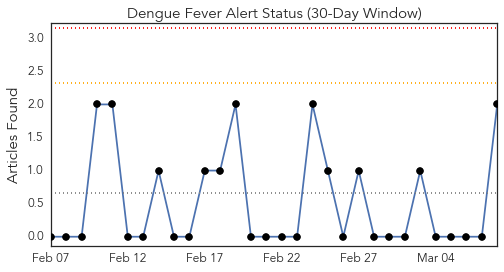 Dengue Fever Alert Status (30-Day Window)
Articles Found
3.0
2.5
2.0
1.5
1.0
0.5
0.0
Feb 07
Feb 12
Feb 17
Feb 22
Feb 27
Mar 04